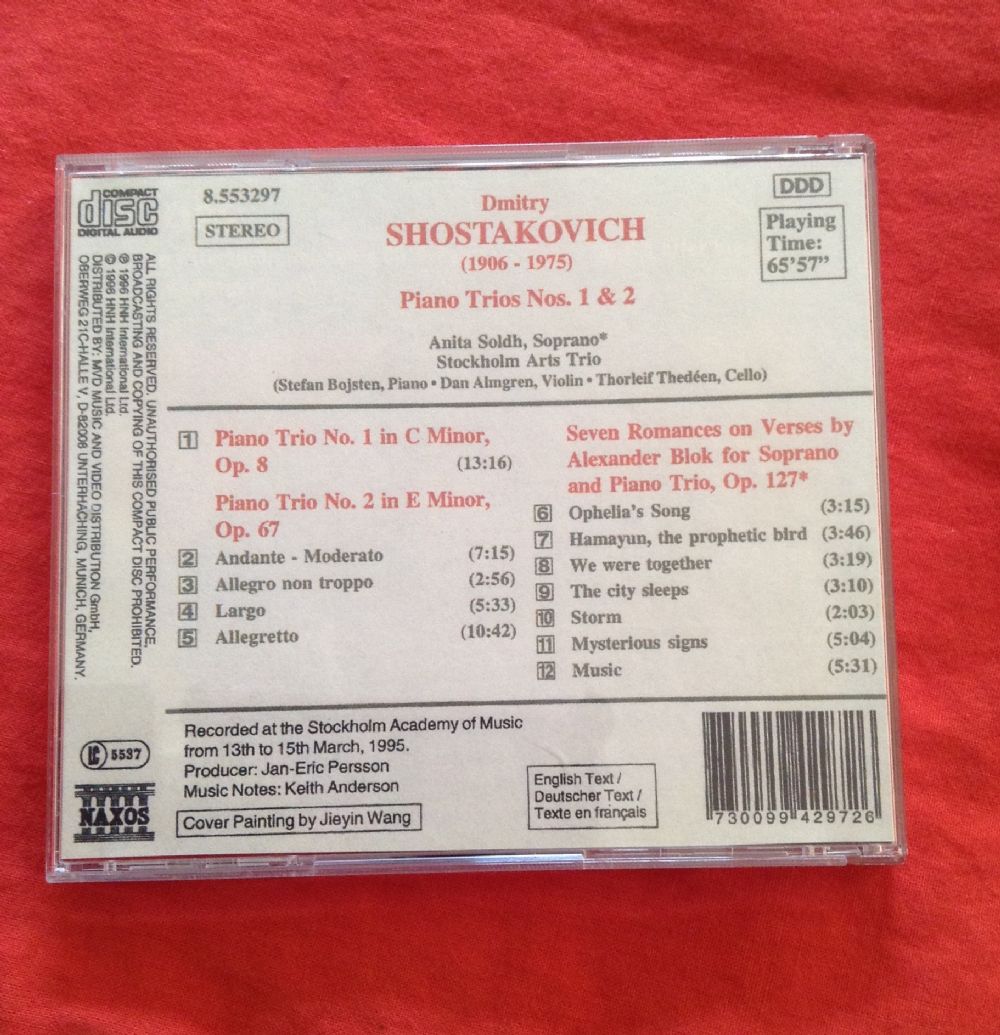 COMPACT
disc
DIGITAL AUDIO
8.553297
STEREO
Dmitry
SHOSTAKOVICH
(1906 - 1975)
Piano Trios Nos. 1 & 2
DDD
Playing
Time:
65'57"
Anita Soldh, Soprano*
Stockholm Arts Trio
(Stefan Bojsten, Piano • Dan Almgren, Violin • Thorleif Thedéen, Cello)
1 Piano Trio No. 1 in C Minor,
Op. 8 (13:16)
Piano Trio No. 2 in E Minor,
Op. 67
2 Andante - Moderato (7:15)
3 Allegro non troppo (2:56)
4 Largo (5:33)
5 Allegretto (10:42)
Seven Romances on Verses by
Alexander Blok for Soprano
and Piano Trio, Op. 127*
6 Ophelia's Song (3:15)
7 Hamayun, the prophetic bird (3:46)
8 We were together (3:19)
9 The city sleeps (3:10)
10 Storm (2:03)
11 Mysterious signs (5:04)
12 Music (5:31)
Recorded at the Stockholm Academy of Music
from 13th to 15th March, 1995.
Producer: Jan-Eric Persson
Music Notes: Keith Anderson
Cover Painting by Jieyin Wang
English Text /
Deutscher Text /
Texte en français
7 30099 42972 6
ALL RIGHTS RESERVED. UNAUTHORISED PUBLIC PERFORMANCE,
BROADCASTING AND COPYING OF THIS COMPACT DISC PROHIBITED.
℗ 1996 HNH International Ltd.
© 1996 HNH International Ltd.
DISTRIBUTED BY: MVD MUSIC AND VIDEO DISTRIBUTION GmbH,
OBERWEG 21C-HALLE V, D-82008 UNTERHACHING, MUNICH, GERMANY.
LC 5537
NAXOS